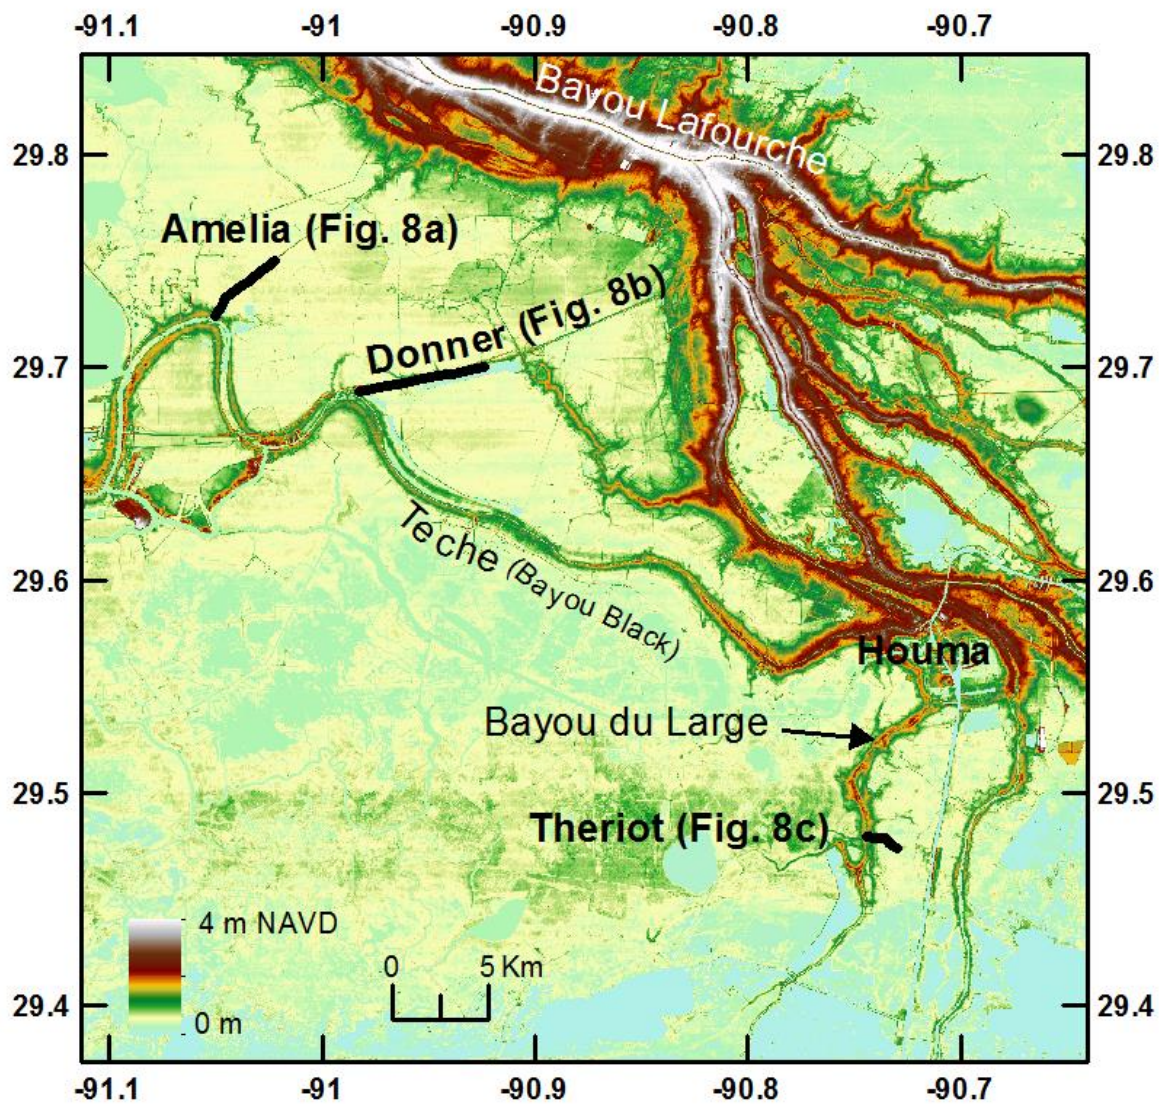 -91.1 -91 -90.9 -90.8 -90.7
Bayou Lafourche
29.8 29.8
Amelia (Fig. 8a)
Donner (Fig. 8b)
29.7 29.7
Teche (Bayou Black)
29.6 29.6
Houma
Bayou du Large
29.5 29.5
Theriot (Fig. 8c)
4 m NAVD
0 5 Km
0 m
29.4 29.4
-91.1 -91 -90.9 -90.8 -90.7